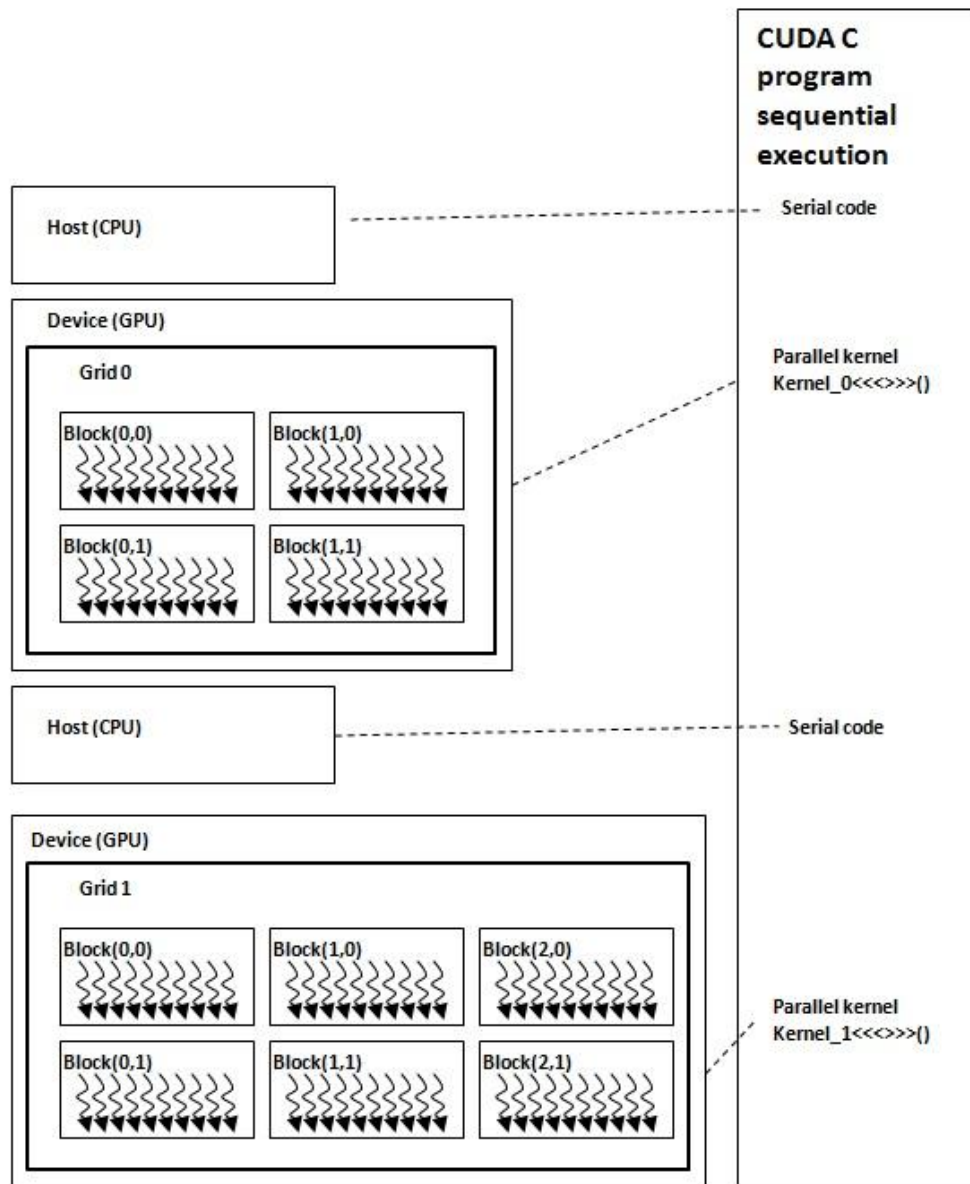 CUDA C
program
sequential
execution
Host (CPU)
Serial code
Device (GPU)
Grid 0
Parallel kernel
Kernel_0<<<>>>()
Block(0,0)
Block(1,0)
Block(0,1)
Block(1,1)
Host (CPU)
Serial code
Device (GPU)
Grid 1
Block(0,0)
Block(1,0)
Block(2,0)
Parallel kernel
Kernel_1<<<>>>()
Block(0,1)
Block(1,1)
Block(2,1)